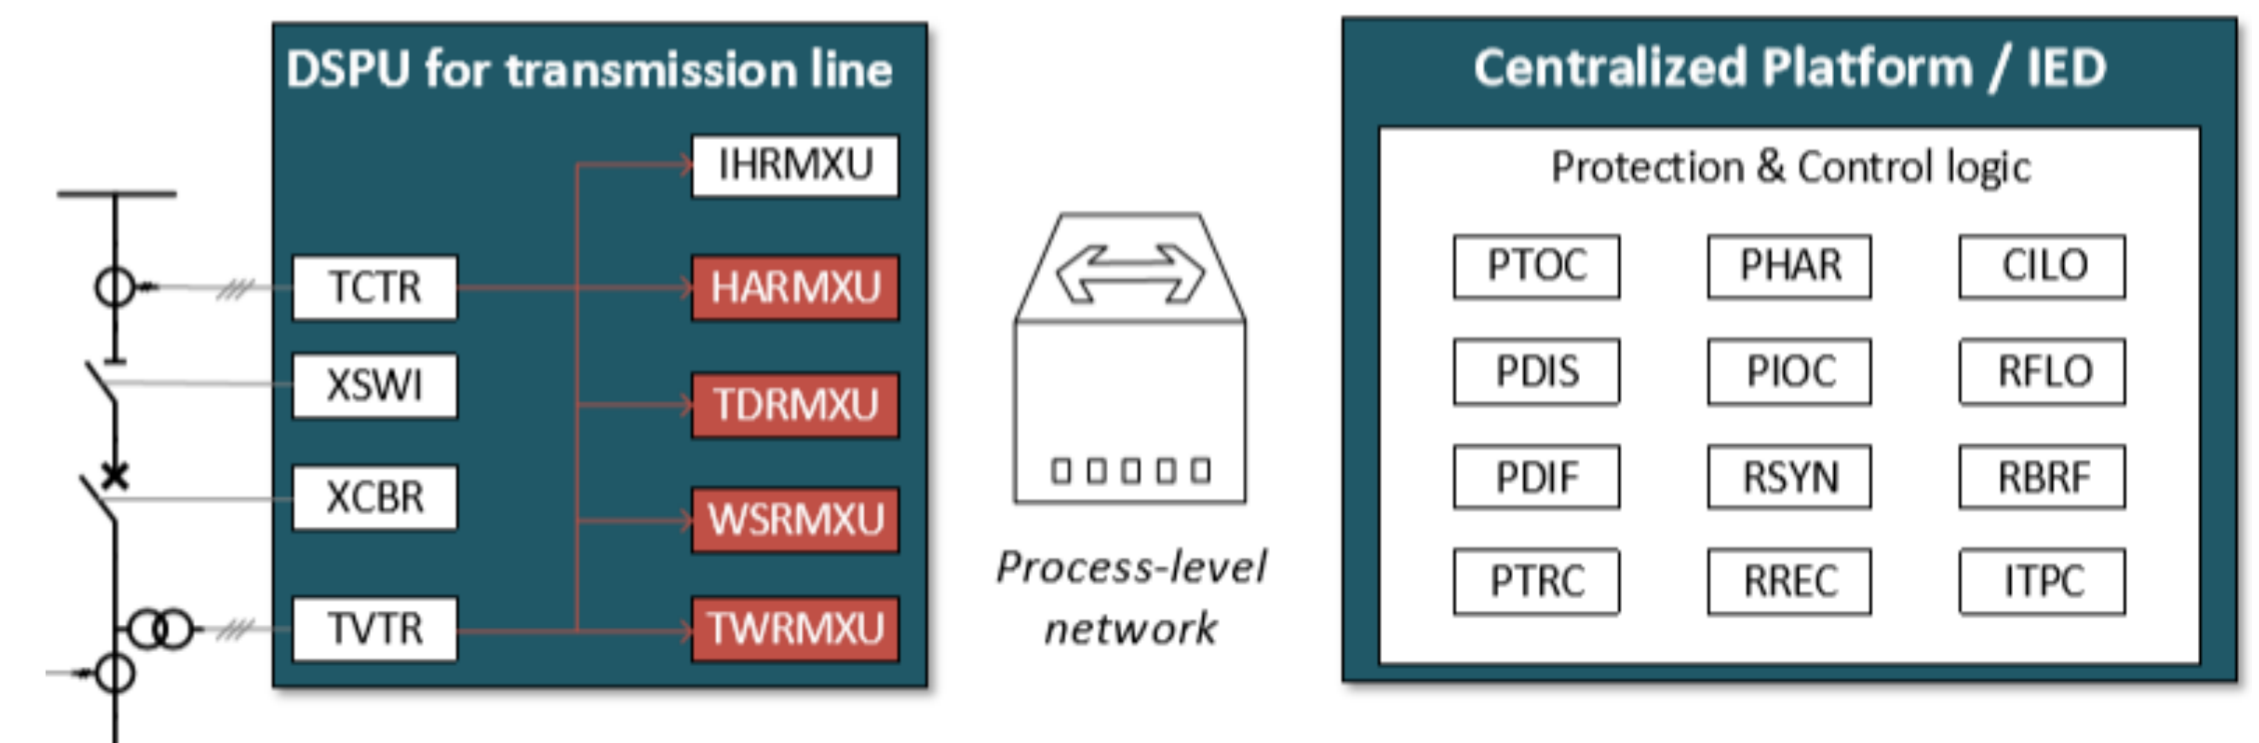 DSPU for transmission line
IHRMXU
TCTR
HARMXU
XSWI
TDRMXU
XCBR
WSRMXU
TVTR
TWRMXU
Process-level
network
Centralized Platform / IED
Protection & Control logic
PTOC PHAR CILO
PDIS PIOC RFLO
PDIF RSYN RBRF
PTRC RREC ITPC